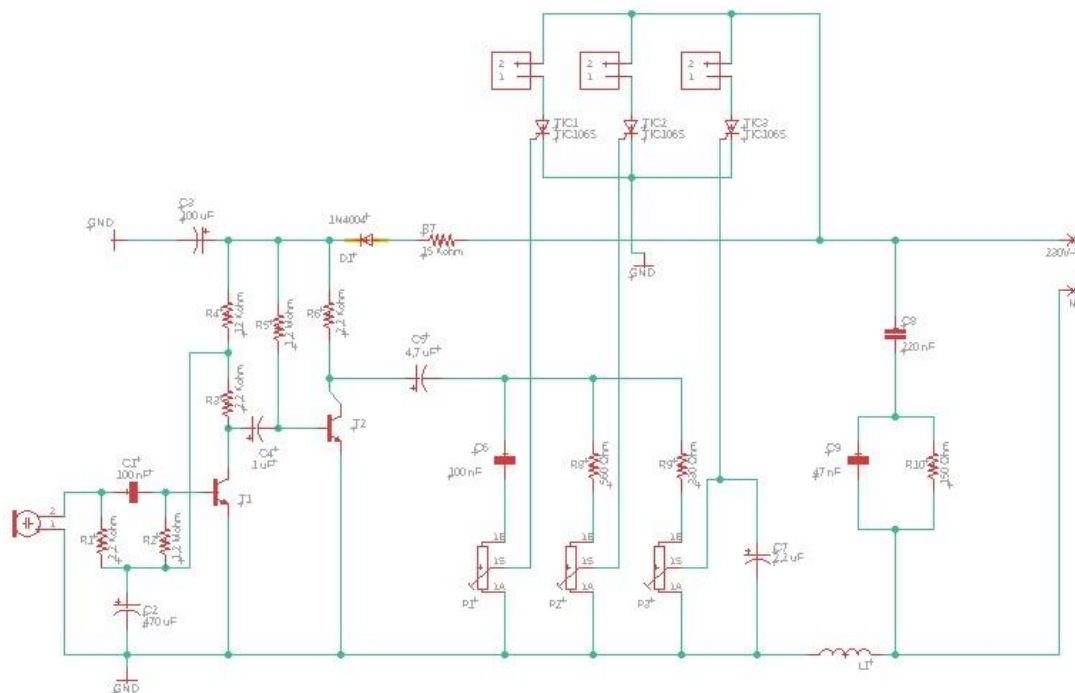 2
1
2
1
2
1
TIC1
TIC106S
TIC2
TIC106S
TIC3
TIC106S
C3
100 uF
GND
1N4004
D1
R7
15 Kohm
GND
230V~
N
R4
12 Kohm
R5
1,2 Mohm
R6
2,2 Kohm
C8
220 nF
C5
4,7 uF
R3
2,2 Kohm
T2
C4
1 uF
C6
100 nF
R8
560 Ohm
R9
C9
47 nF
R10
150 Ohm
C1
100 nF
T1
2
1
R1
2,2 Kohm
R2
1,2 Mohm
1E
1S
1A
P1
1E
1S
1A
P2
1E
1S
1A
P3
C7
2,2 uF
C2
470 uF
L1
GND